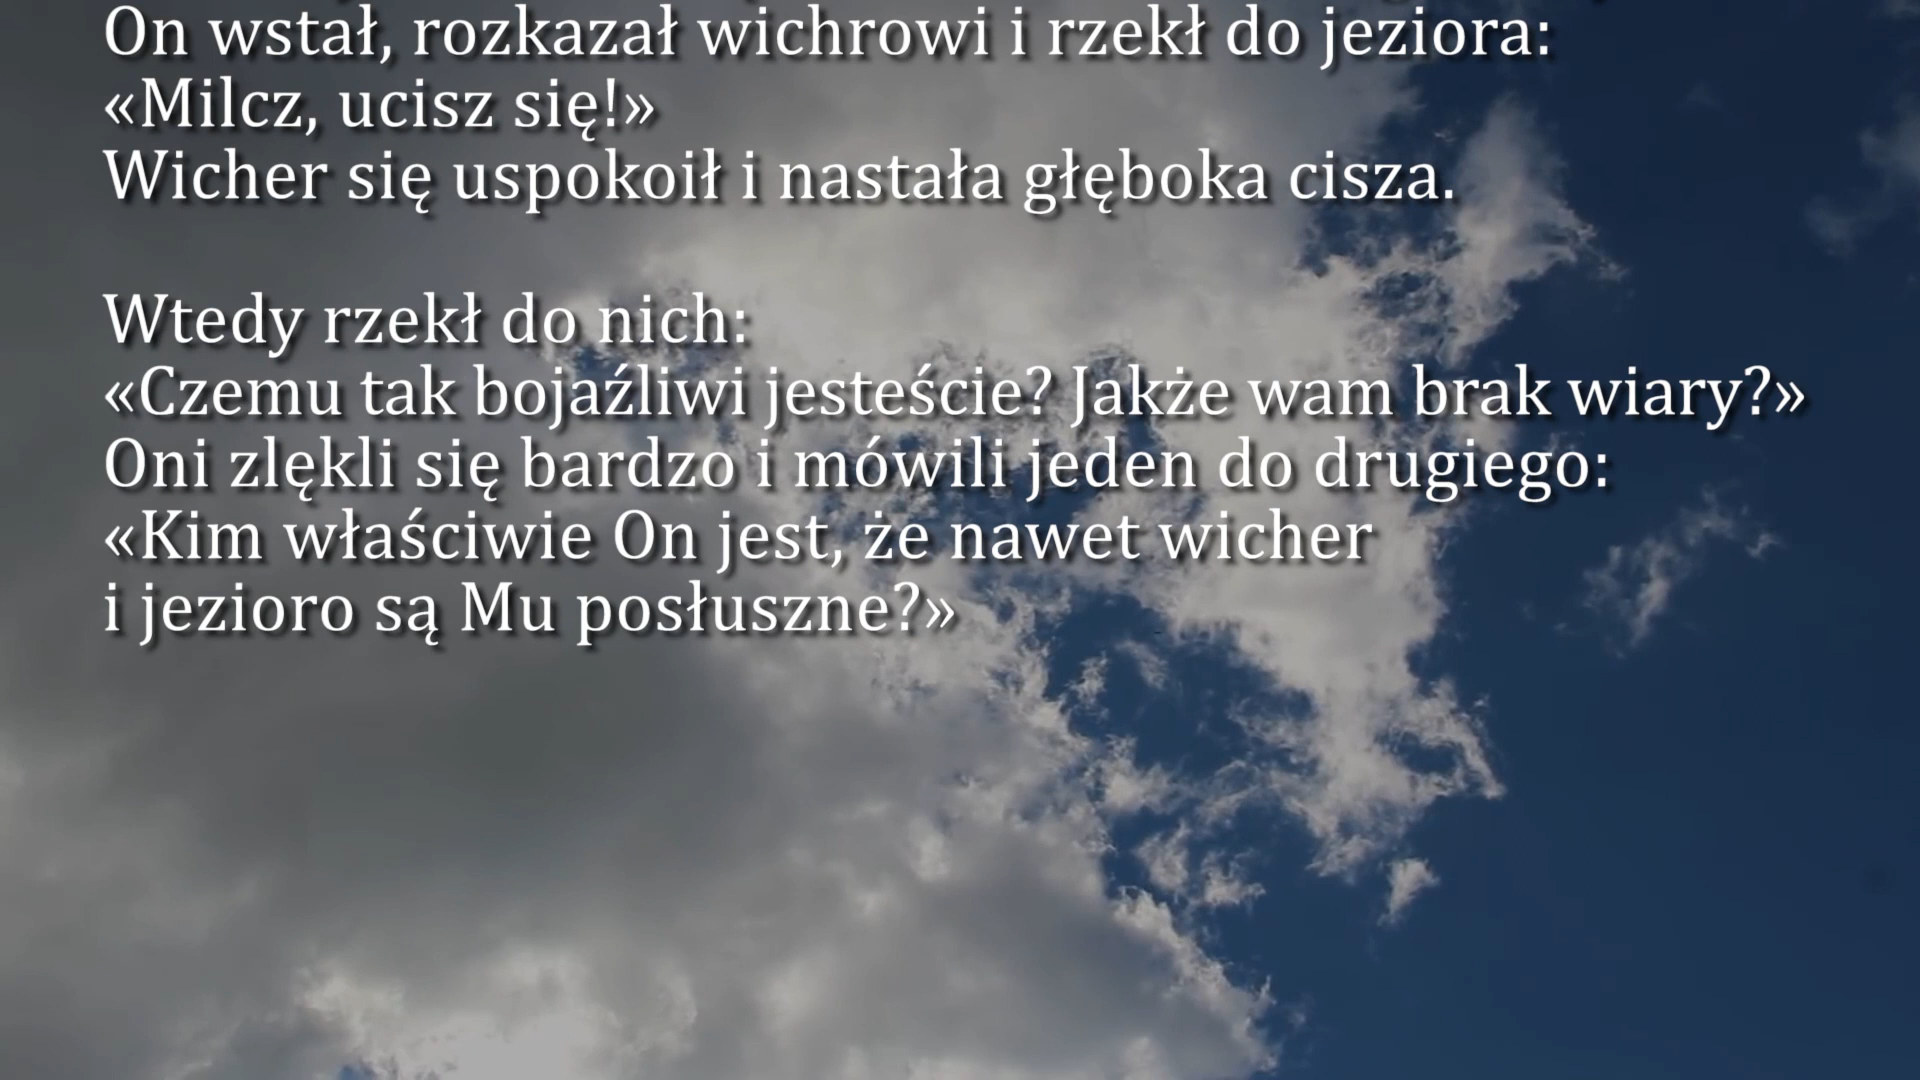 On wstał, rozkazał wichrowi i rzekł do jeziora:
«Milcz, ucisz się!»
Wicher się uspokoił i nastała głęboka cisza.
Wtedy rzekł do nich:
«Czemu tak bojaźliwi jesteście? Jakże wam brak wiary?»
Oni zlękli się bardzo i mówili jeden do drugiego:
«Kim właściwie On jest, że nawet wicher
i jezioro są Mu posłuszne?»